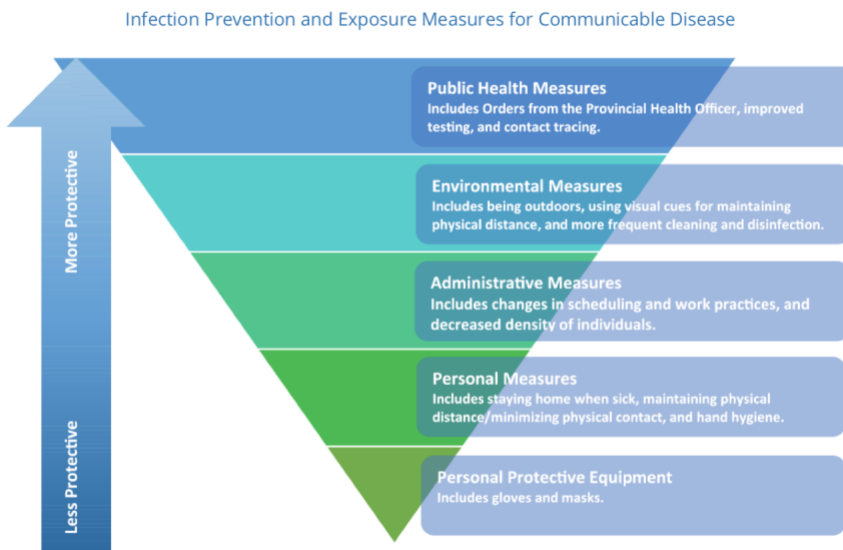 Infection Prevention and Exposure Measures for Communicable Disease
More Protective
Less Protective
Public Health Measures
Includes Orders from the Provincial Health Officer, improved
testing, and contact tracing.
Environmental Measures
Includes being outdoors, using visual cues for maintaining
physical distance, and more frequent cleaning and disinfection.
Administrative Measures
Includes changes in scheduling and work practices, and
decreased density of individuals.
Personal Measures
Includes staying home when sick, maintaining physical
distance/minimizing physical contact, and hand hygiene.
Personal Protective Equipment
Includes gloves and masks.